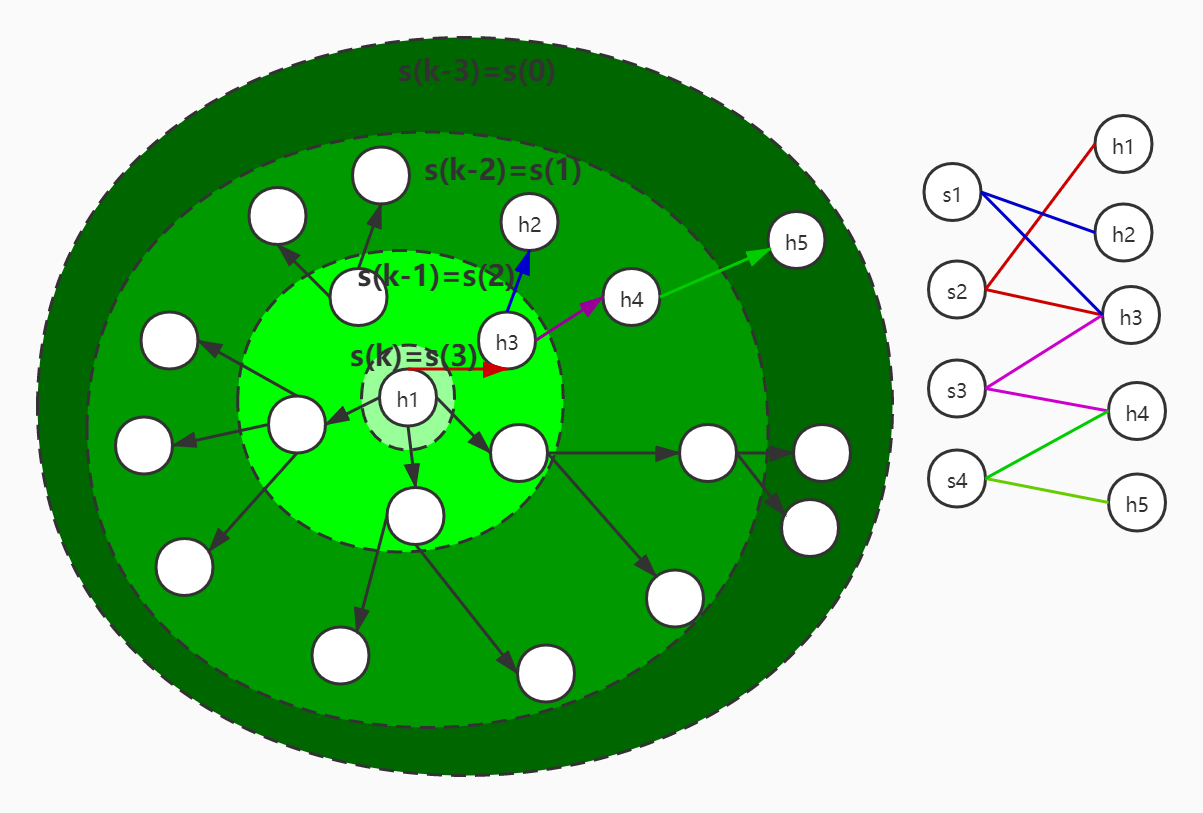 s(k-3)=s(0)
s(k-2)=s(1)
h2
h5
s(k-1)=s(2)
h4
h3
s(k)=s(3)
h1
h1
s1
h2
s2
h3
s3
h4
s4
h5